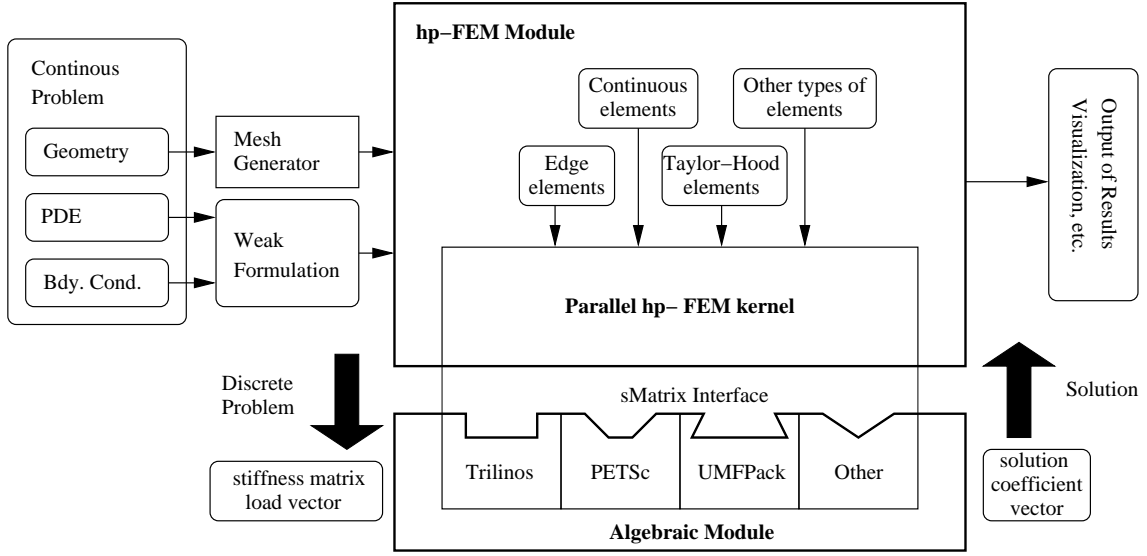 hp−FEM Module
Continous
Problem
Geometry
PDE
Bdy. Cond.
Mesh
Generator
Weak
Formulation
Continuous
elements
Other types of
elements
Edge
elements
Taylor−Hood
elements
Parallel hp− FEM kernel
Output of Results
Visualization, etc.
Discrete
Problem
sMatrix Interface
Solution
stiffness matrix
load vector
Trilinos
PETSc
UMFPack
Other
solution
coefficient
vector
Algebraic Module